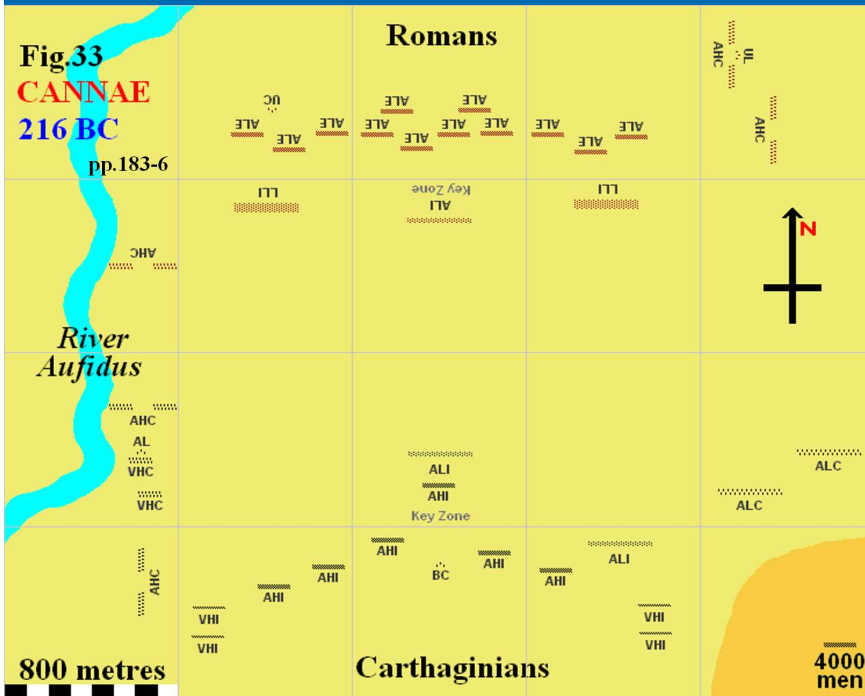 Fig.33
CANNAE
216 BC
pp.183-6
Romans
UC
ALE
ALE
ALE
ALE
ALE
ALE
ALE
ALE
ALE
ALE
ALE
ALE
AHC
UL
AHC
LLI
Key Zone
ALI
LLI
AHC
N
River
Aufidus
AHC
AL
VHC
VHC
ALI
AHI
Key Zone
ALC
ALC
AHC
AHI
AHI
AHI
BC
AHI
AHI
ALI
VHI
VHI
VHI
VHI
800 metres
Carthaginians
4000
men